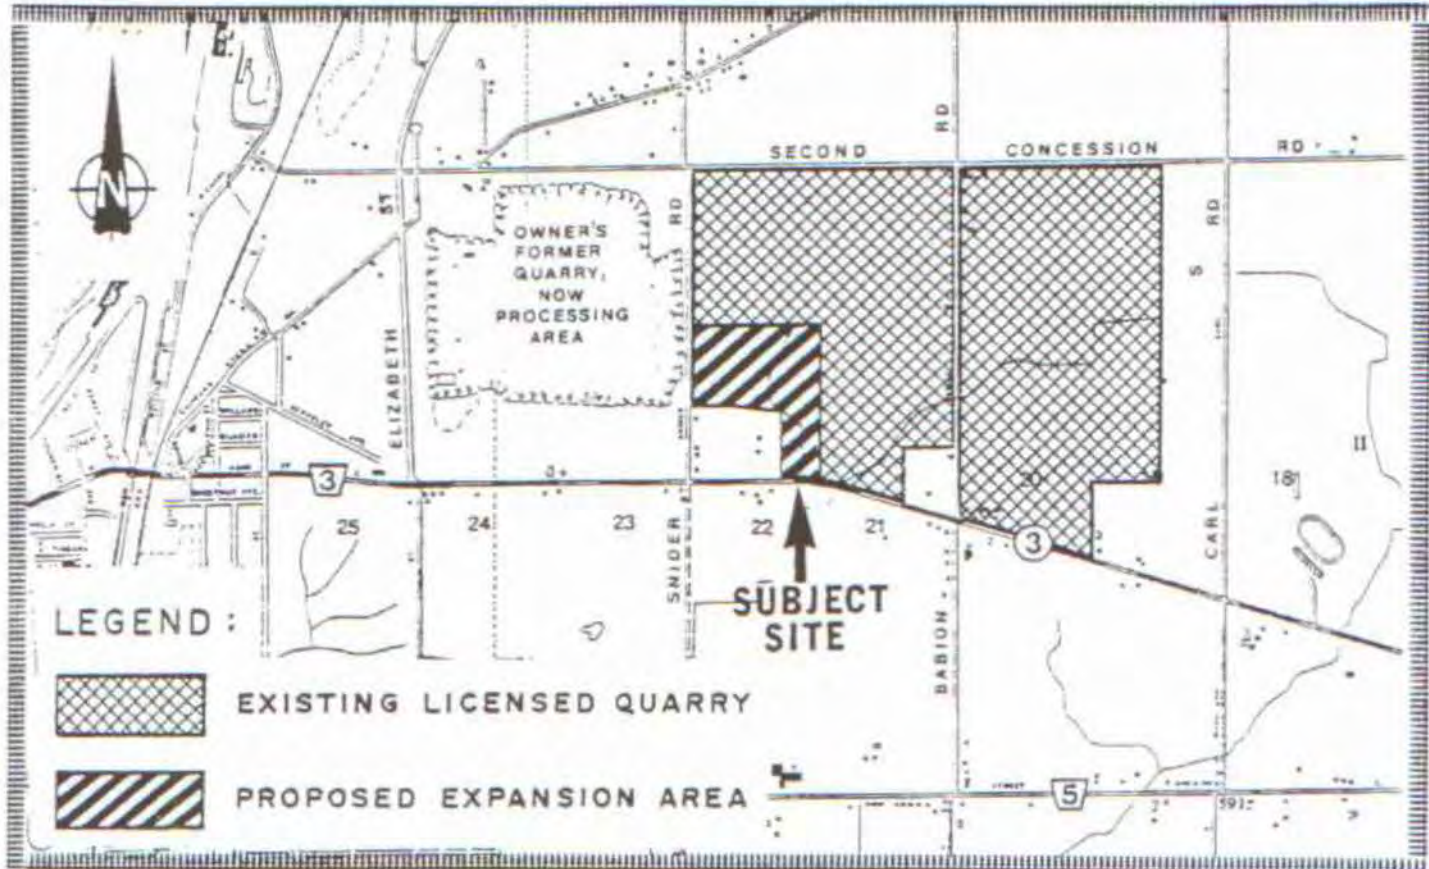 SECOND
RD
CONCESSION
RD
N
ST
OWNER'S
FORMER
QUARRY,
NOW
PROCESSING
AREA
RD
S
RD
ELIZABETH
3
25
24
23
22
21
20
18
II
3
SNIDER
SUBJECT
SITE
BABION
CARL
LEGEND :
EXISTING LICENSED QUARRY
PROPOSED EXPANSION AREA
STREET
5